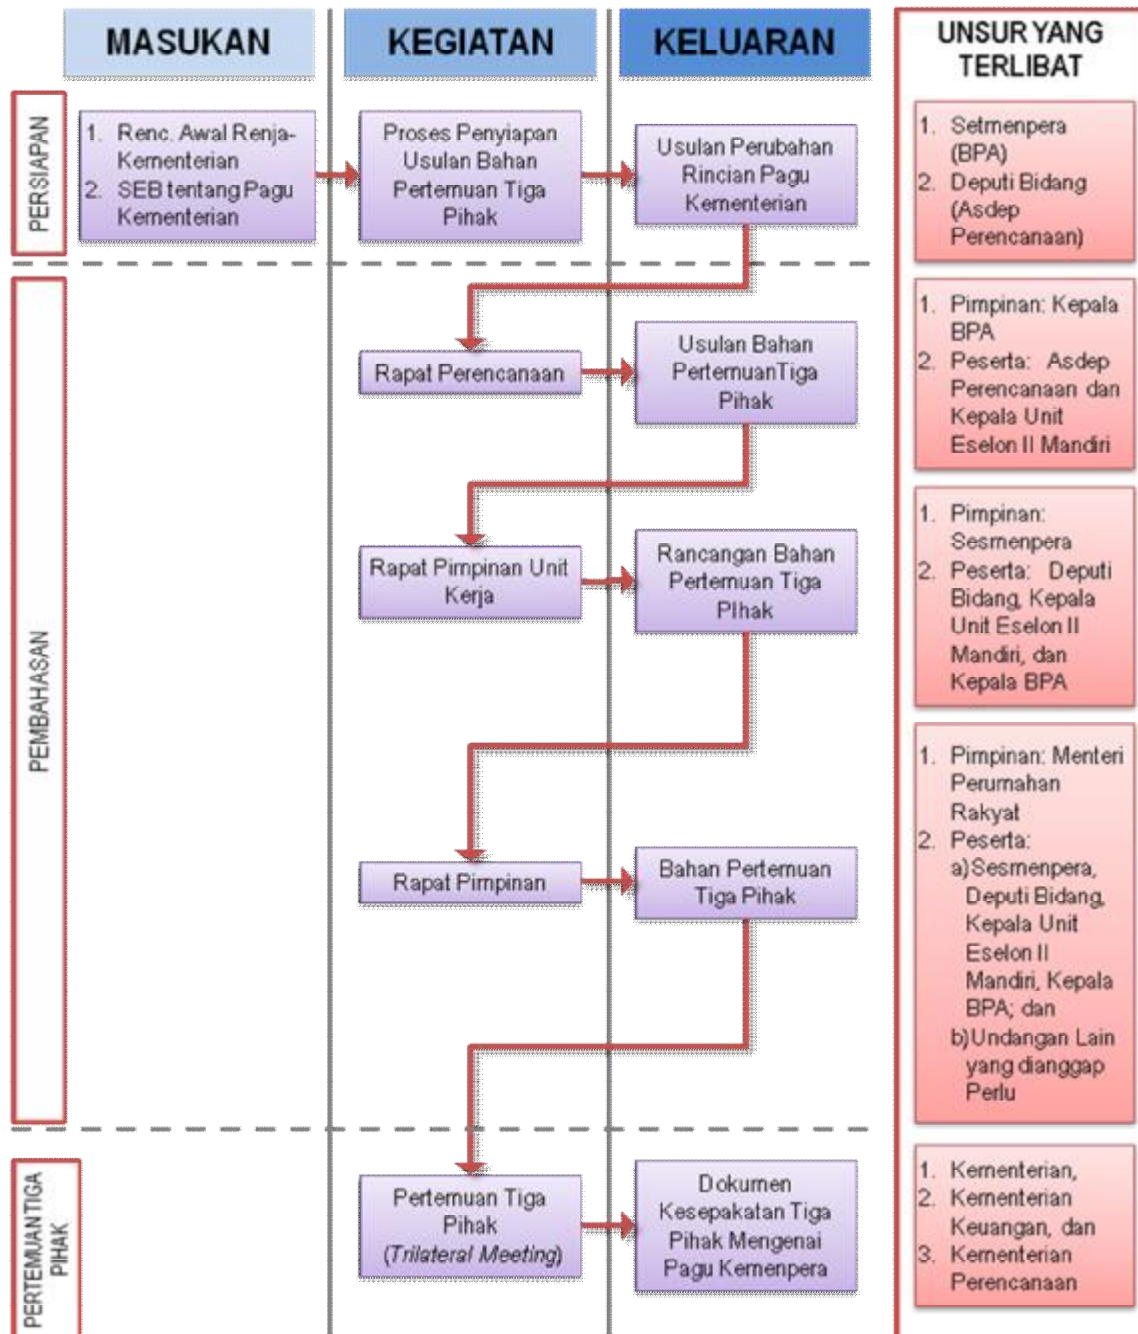 MASUKAN
KEGIATAN
KELUARAN
UNSUR YANG
TERLIBAT
PERSIAPAN
1. Renc. Awal Renja-
Kementerian
2. SEB tentang Pagu
Kementerian
Proses Penyiapan
Usulan Bahan
Pertemuan Tiga
Pihak
Usulan Perubahan
Rincian Pagu
Kementerian
1. Setmenpera
(BPA)
2. Deputi Bidang
(Asdep
Perencanaan)
PEMBAHASAN
Rapat Perencanaan
Usulan Bahan
PertemuanTiga
Pihak
1. Pimpinan: Kepala
BPA
2. Peserta: Asdep
Perencanaan dan
Kepala Unit
Eselon II Mandiri
Rapat Pimpinan Unit
Kerja
Rancangan Bahan
Pertemuan Tiga
PIhak
1. Pimpinan:
Sesmenpera
2. Peserta: Deputi
Bidang, Kepala
Unit Eselon II
Mandiri, dan
Kepala BPA
Rapat Pimpinan
Bahan Pertemuan
Tiga Pihak
1. Pimpinan: Menteri
Perumahan
Rakyat
2. Peserta:
a)Sesmenpera,
Deputi Bidang,
Kepala Unit
Eselon II
Mandiri, Kepala
BPA; dan
b)Undangan Lain
yang dianggap
Perlu
PERTEMUAN TIGA
PIHAK
Pertemuan Tiga
Pihak
(Trilateral Meeting)
Dokumen
Kesepakatan Tiga
Pihak Mengenai
Pagu Kemenpera
1. Kementerian,
2. Kementerian
Keuangan, dan
3. Kementerian
Perencanaan